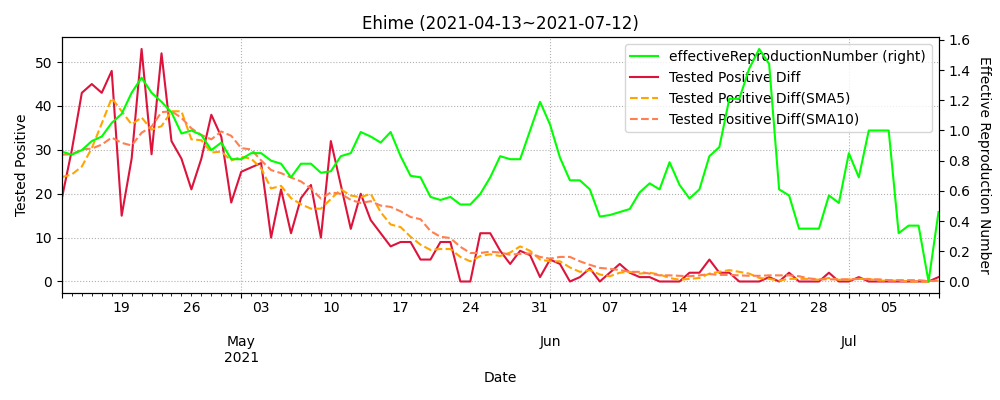 Ehime (2021-04-13~2021-07-12)
effectiveReproductionNumber (right)
Tested Positive Diff
Tested Positive Diff(SMA5)
Tested Positive Diff(SMA10)
Tested Positive
50
40
30
20
10
0
Effective Reproduction Number
1.6
1.4
1.2
1.0
0.8
0.6
0.4
0.2
0.0
19 26 03 10 17 24 31 07 14 21 28 05
May Jun Jul
2021
Date